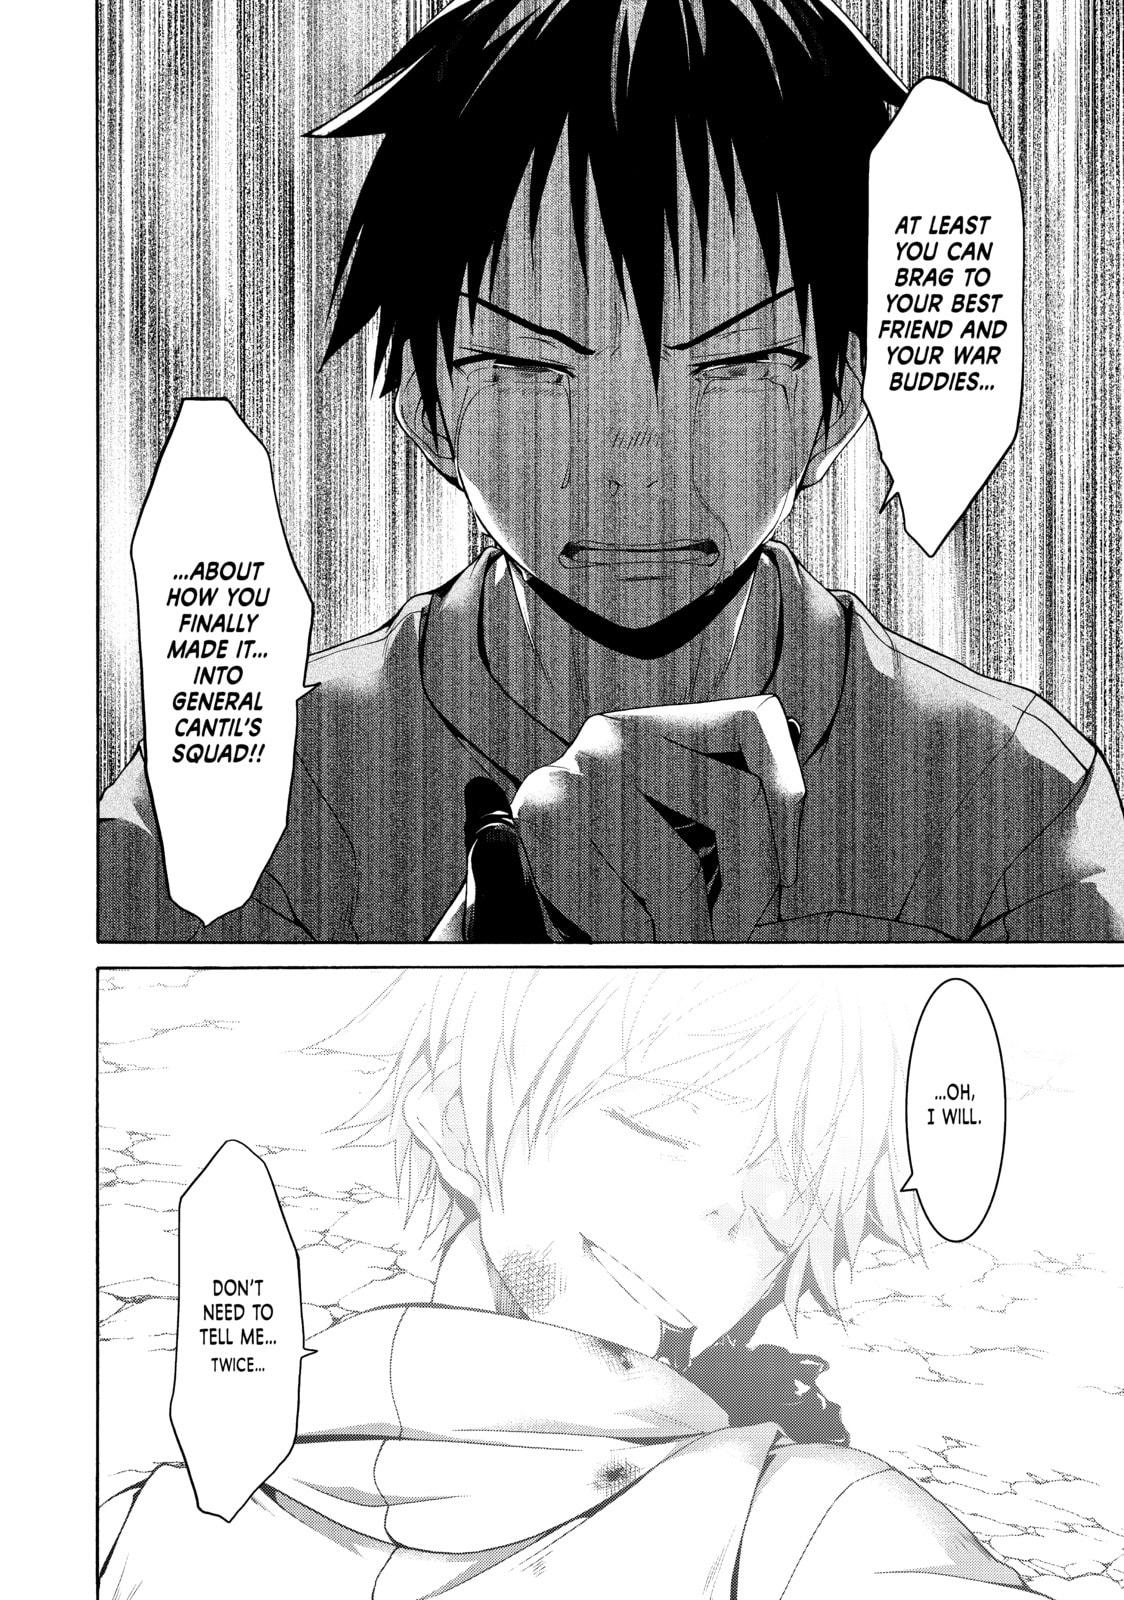 AT LEAST
YOU CAN
BRAG TO
YOUR BEST
FRIEND AND
YOUR WAR
BUDDIES...
...ABOUT
HOW YOU
FINALLY
MADE IT...
INTO
GENERAL
CANTIL'S
SQUAD!!
...OH,
I WILL.
DON'T
NEED TO
TELL ME...
TWICE...